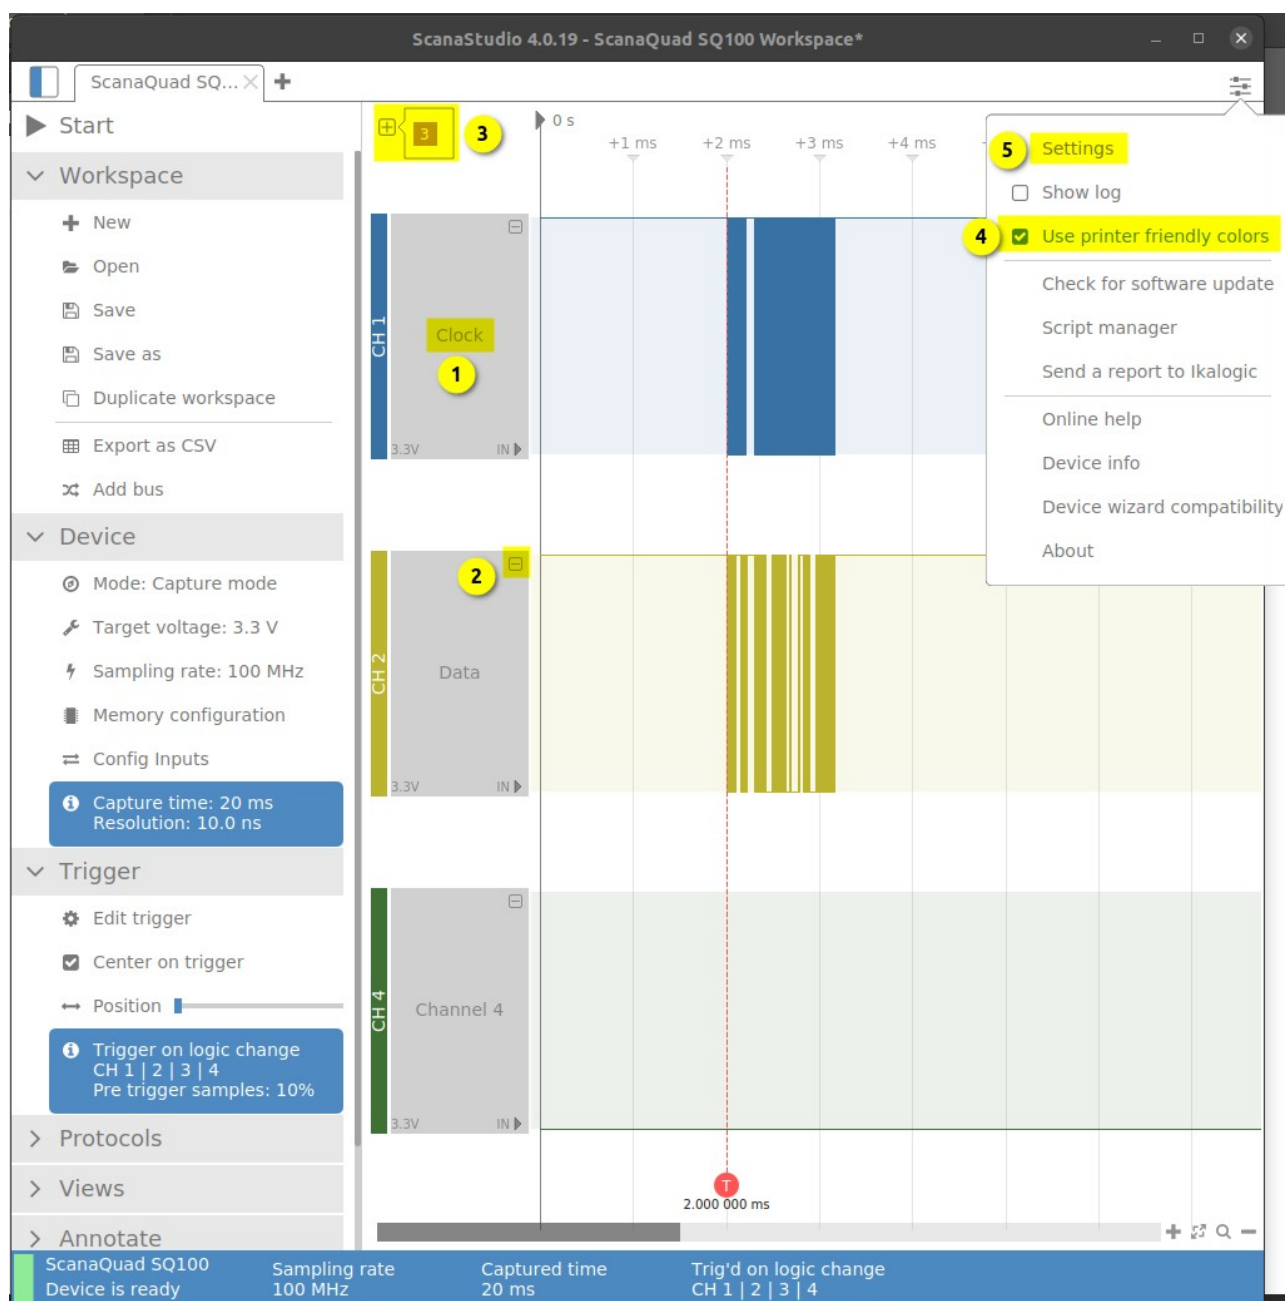 ScanaStudio 4.0.19 - ScanaQuad SQ100 Workspace*
ScanaQuad SQ...
Start
Workspace
New
Open
Save
Save as
Duplicate workspace
Export as CSV
Add bus
Device
Mode: Capture mode
Target voltage: 3.3 V
Sampling rate: 100 MHz
Memory configuration
Config Inputs
Capture time: 20 ms
Resolution: 10.0 ns
Trigger
Edit trigger
Center on trigger
Position
Trigger on logic change
CH 1 | 2 | 3 | 4
Pre trigger samples: 10%
Protocols
Views
Annotate
3
3
0 s
+1 ms
+2 ms
+3 ms
+4 ms
CH 1
Clock
1
3.3V
IN
CH 2
2
Data
3.3V
IN
CH 4
Channel 4
3.3V
IN
T
2.000 000 ms
5
Settings
Show log
4
Use printer friendly colors
Check for software update
Script manager
Send a report to Ikalogic
Online help
Device info
Device wizard compatibility
About
ScanaQuad SQ100
Device is ready
Sampling rate
100 MHz
Captured time
20 ms
Trig'd on logic change
CH 1 | 2 | 3 | 4